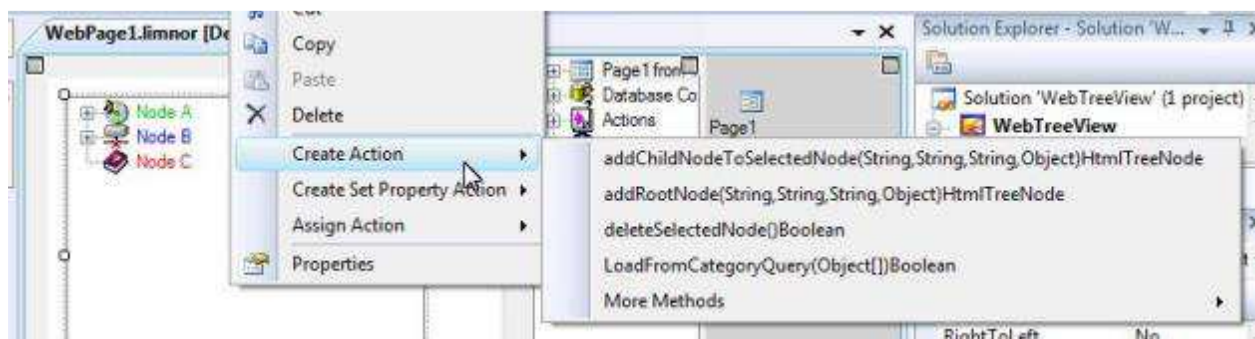 WebPage1.limnor [De
Cut
Solution Explorer - Solution 'W...
Copy
Paste
Delete
Create Action
Create Set Property Action
Assign Action
Properties
Node A
Node B
Node C
Page1 from
Database Co
Actions
Page1
Solution 'WebTreeView' (1 project)
WebTreeView
addChildNodeToSelectedNode(String,String,String,Object)HtmlTreeNode
addRootNode(String,String,String,Object)HtmlTreeNode
deleteSelectedNode()Boolean
LoadFromCategoryQuery(Object[])Boolean
More Methods
RightToLeft No